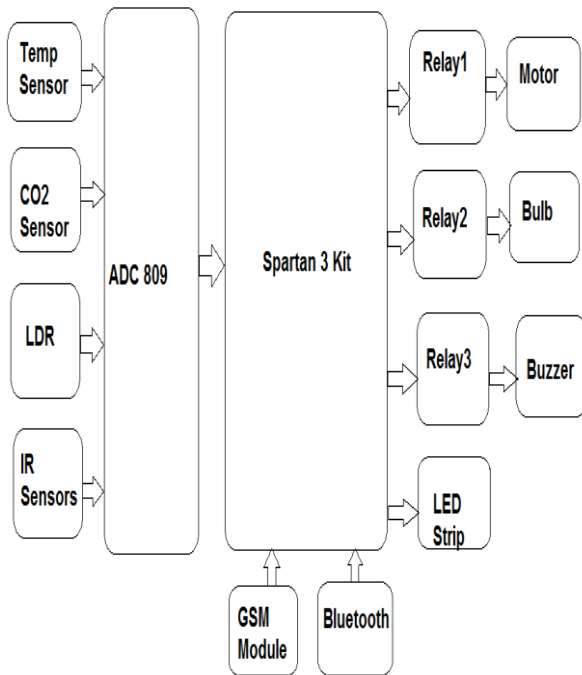 Temp
Sensor
CO2
Sensor
LDR
IR
Sensors
ADC 809
Spartan 3 Kit
Relay1
Motor
Relay2
Bulb
Relay3
Buzzer
LED
Strip
GSM
Module
Bluetooth